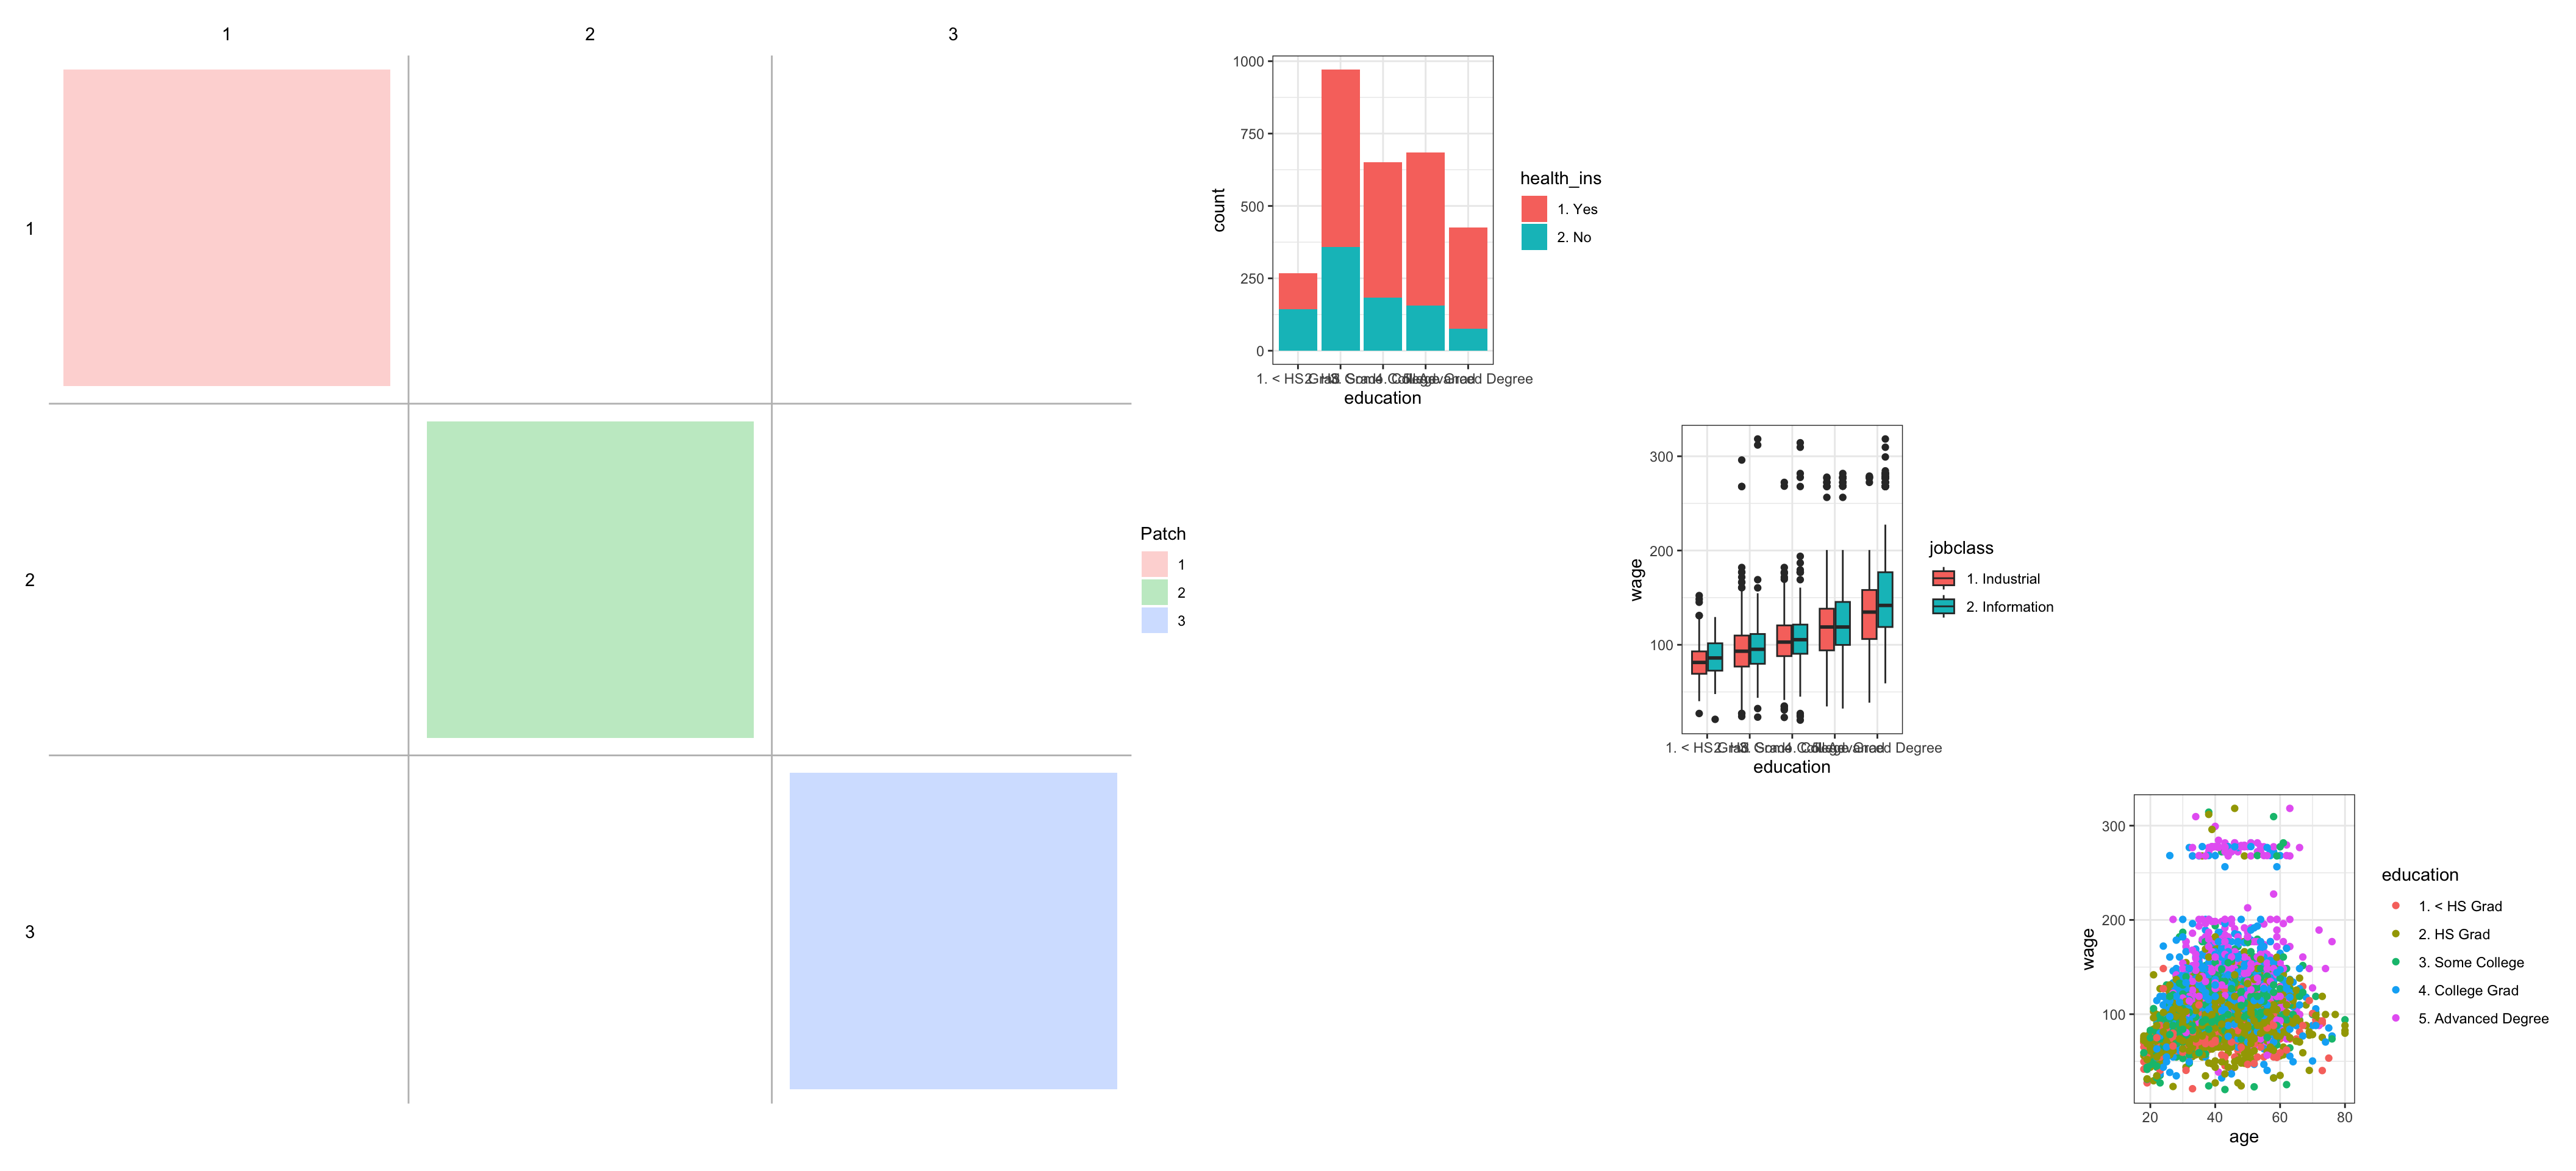 1 2 3
1
2
3
Patch
1
2
3
1000
750
500
250
0
count
education
health_ins
1. Yes
2. No
300
200
100
wage
education
jobclass
1. Industrial
2. Information
300
200
100
wage
20 40 60 80
age
education
1. < HS Grad
2. HS Grad
3. Some College
4. College Grad
5. Advanced Degree